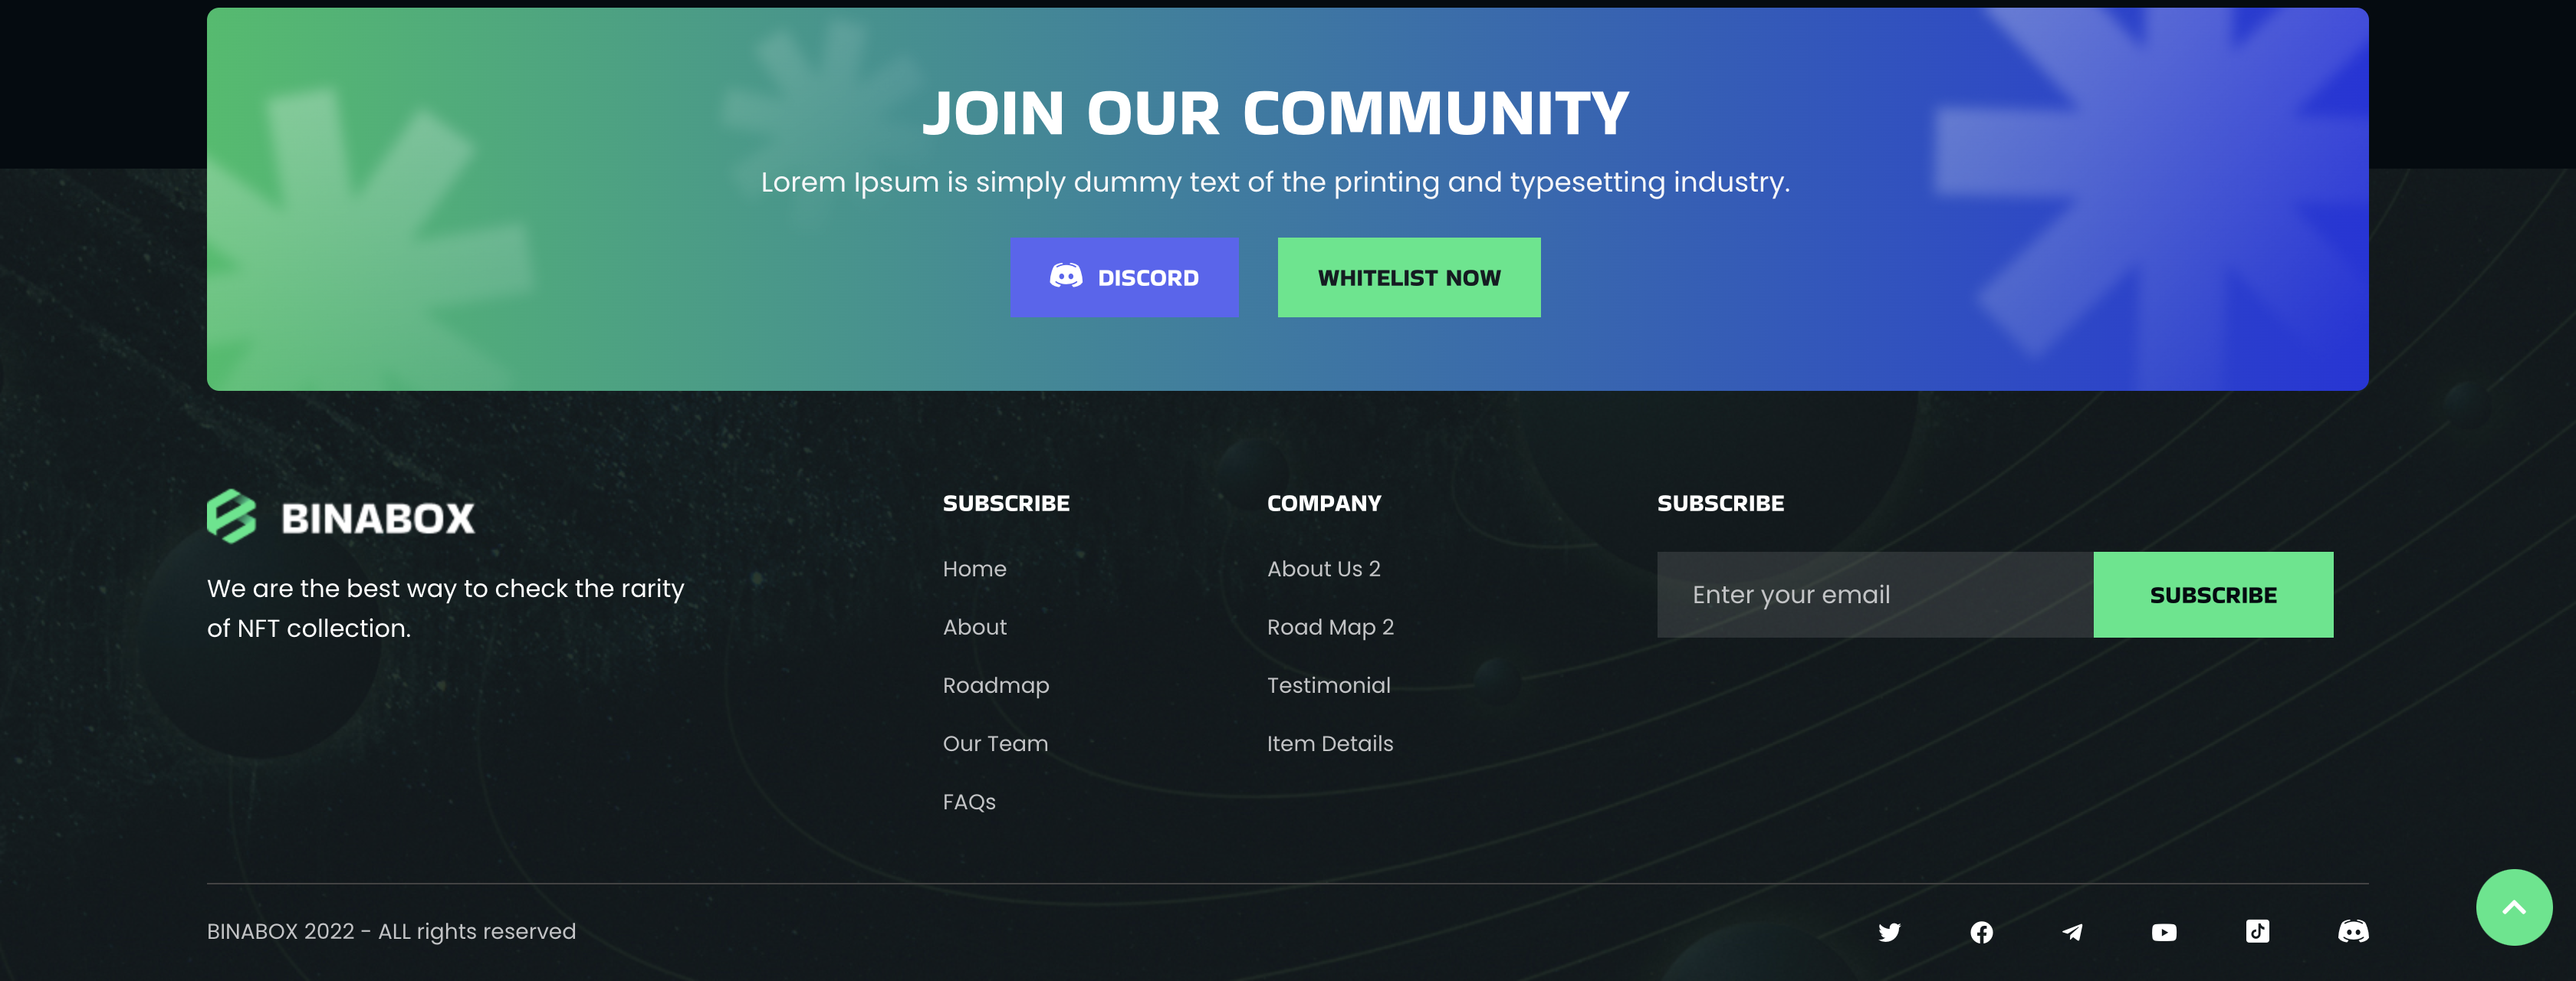 JOIN OUR COMMUNITY
Lorem Ipsum is simply dummy text of the printing and typesetting industry.
DISCORD
WHITELIST NOW
BINABOX
We are the best way to check the rarity
of NFT collection.
SUBSCRIBE
Home
About
Roadmap
Our Team
FAQs
COMPANY
About Us 2
Road Map 2
Testimonial
Item Details
SUBSCRIBE
Enter your email
SUBSCRIBE
BINABOX 2022 - ALL rights reserved